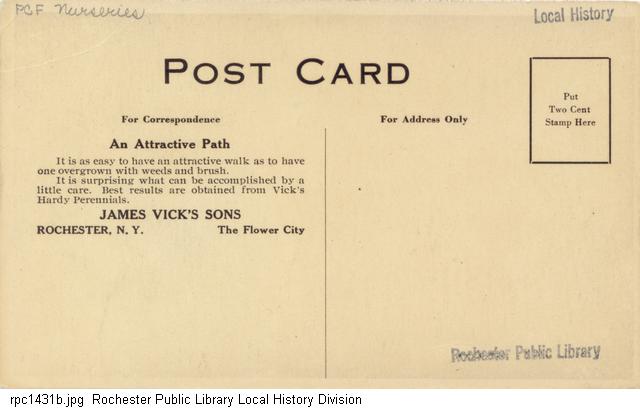 PCF Nurseries
Local History
POST CARD
For Correspondence
For Address Only
Put
Two Cent
Stamp Here
An Attractive Path
It is as easy to have an attractive walk as to have
one overgrown with weeds and brush.
It is surprising what can be accomplished by a
little care. Best results are obtained from Vick's
Hardy Perennials.
JAMES VICK'S SONS
ROCHESTER, N. Y. The Flower City
Rochester Public Library
rpc1431b.jpg Rochester Public Library Local History Division